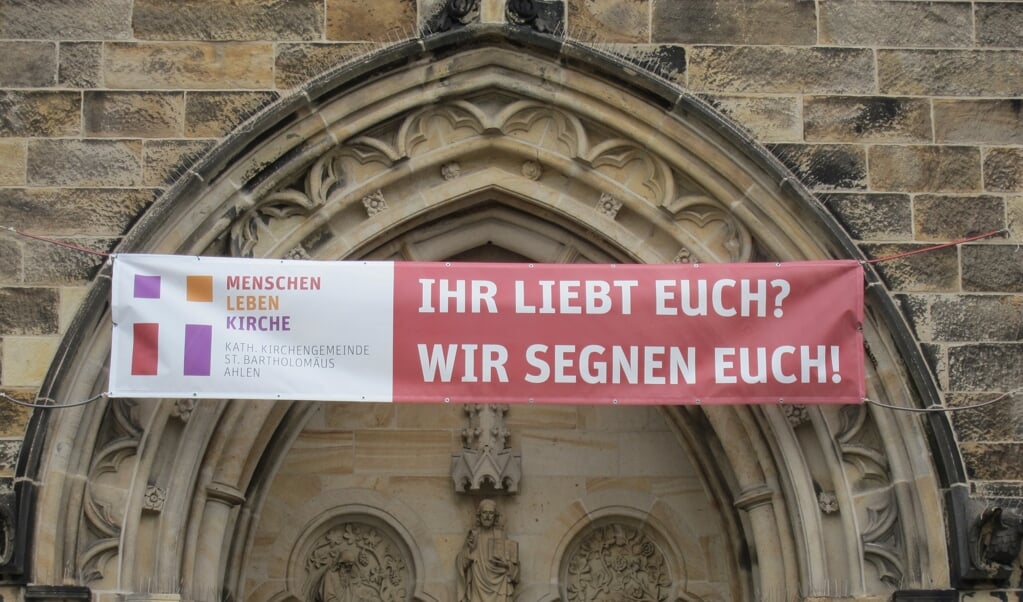 MENSCHEN
LEBEN
KIRCHE
KATH. KIRCHENGEMEINDE
ST. BARTHOLOMÄUS
AHLEN
IHR LIEBT EUCH?
WIR SEGNEN EUCH!